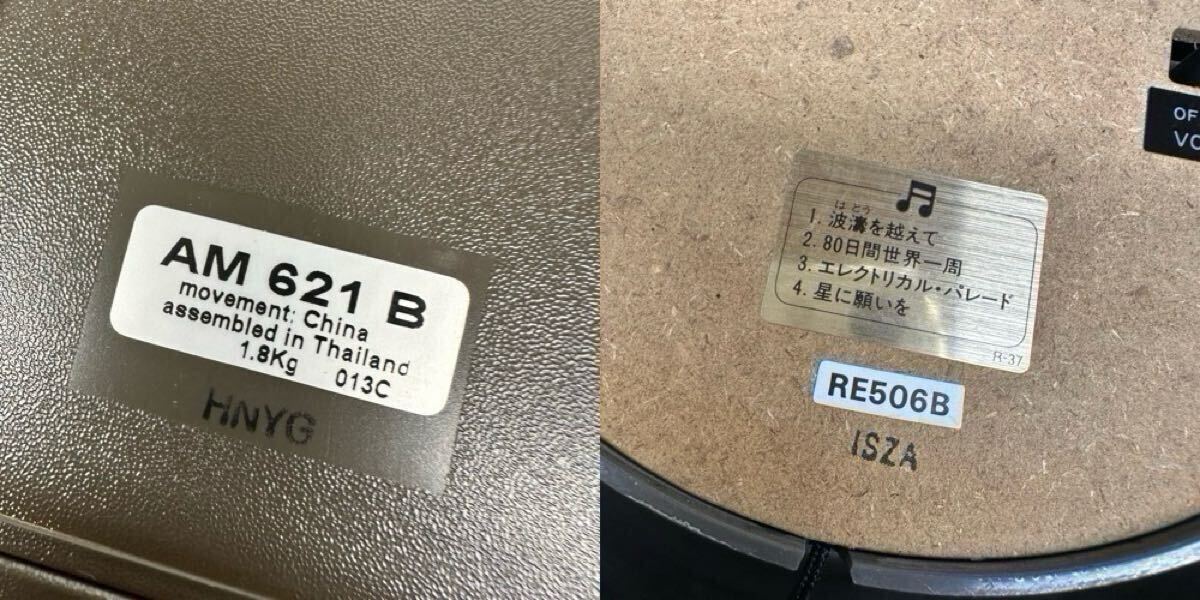 AM 621 B
movement: China
assembled in Thailand
1.8Kg 013C
HNYG
はとう
1. 波濤を越えて
2. 80日間世界一周
3. エレクトリカル・パレード
4. 星に願いを
R-37
RE506B
ISZA
OF
VO